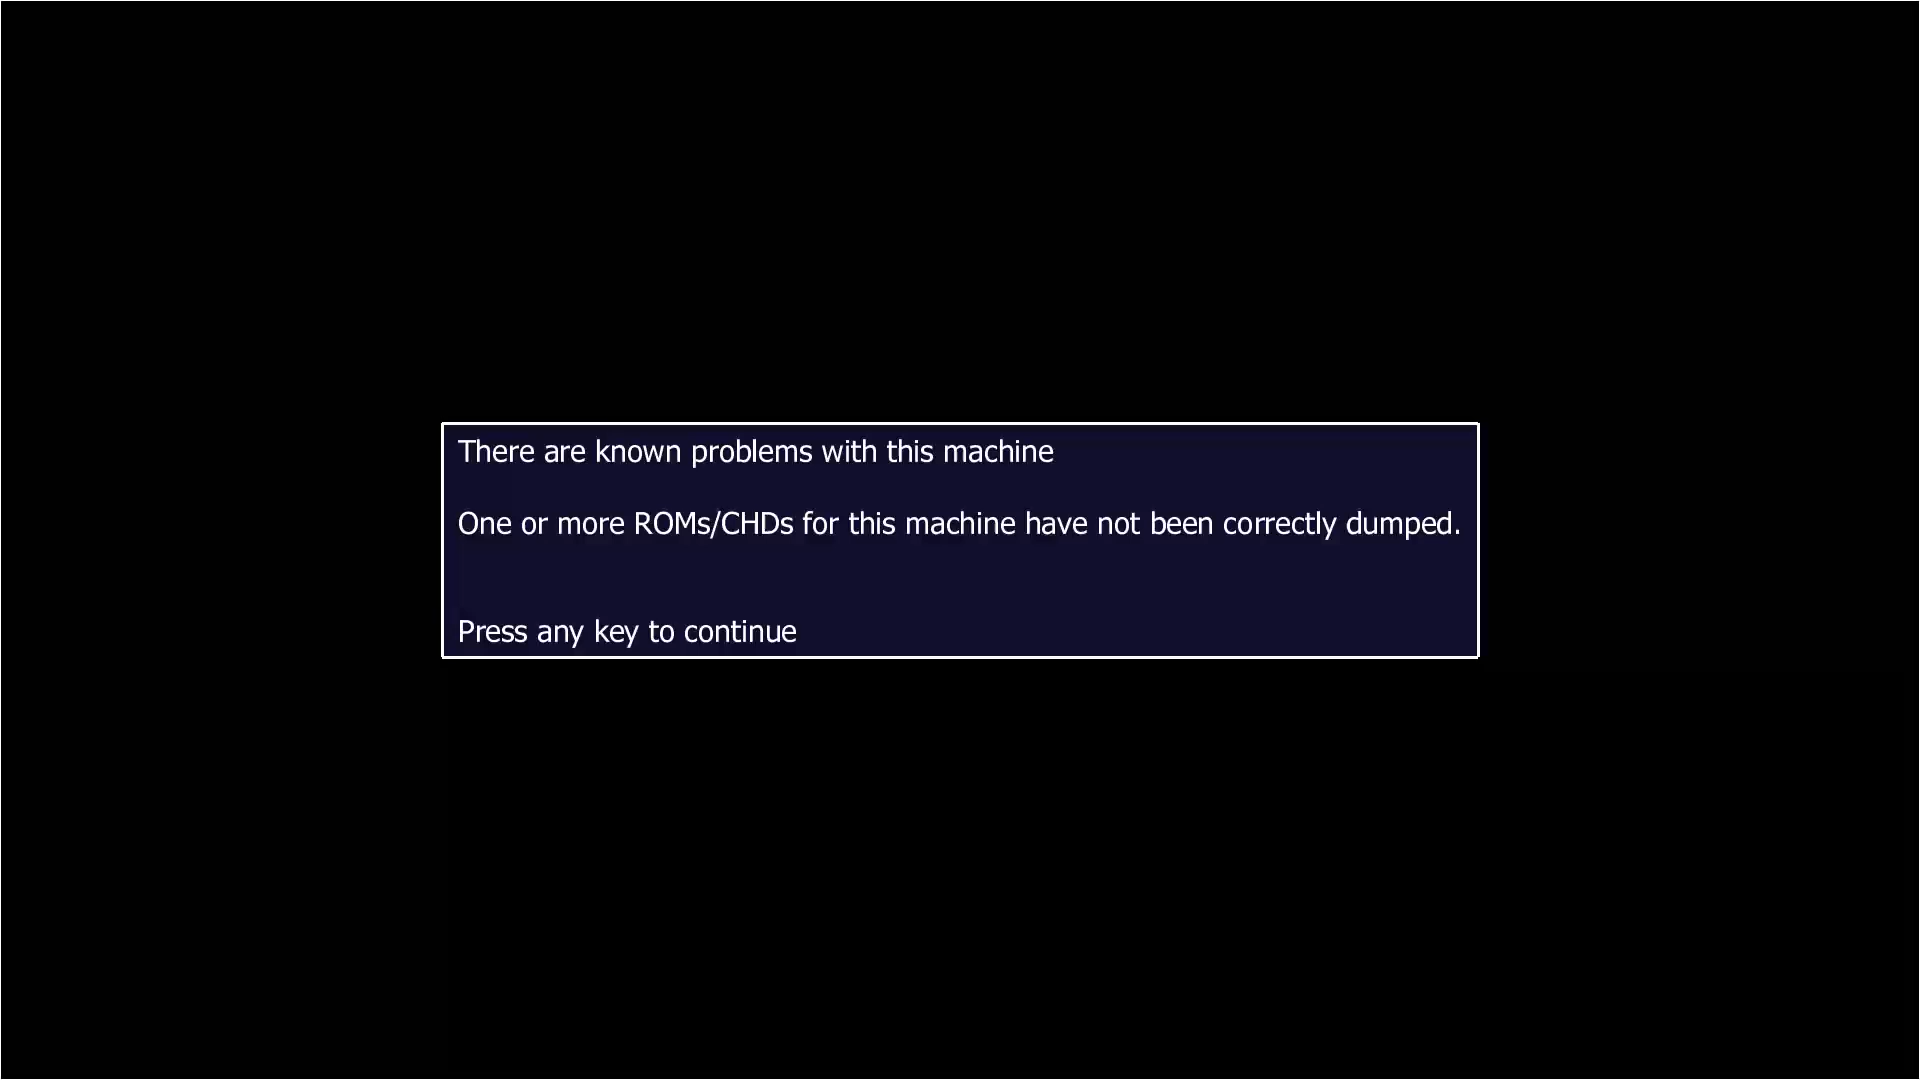 There are known problems with this machine
One or more ROMs/CHDs for this machine have not been correctly dumped.
Press any key to continue